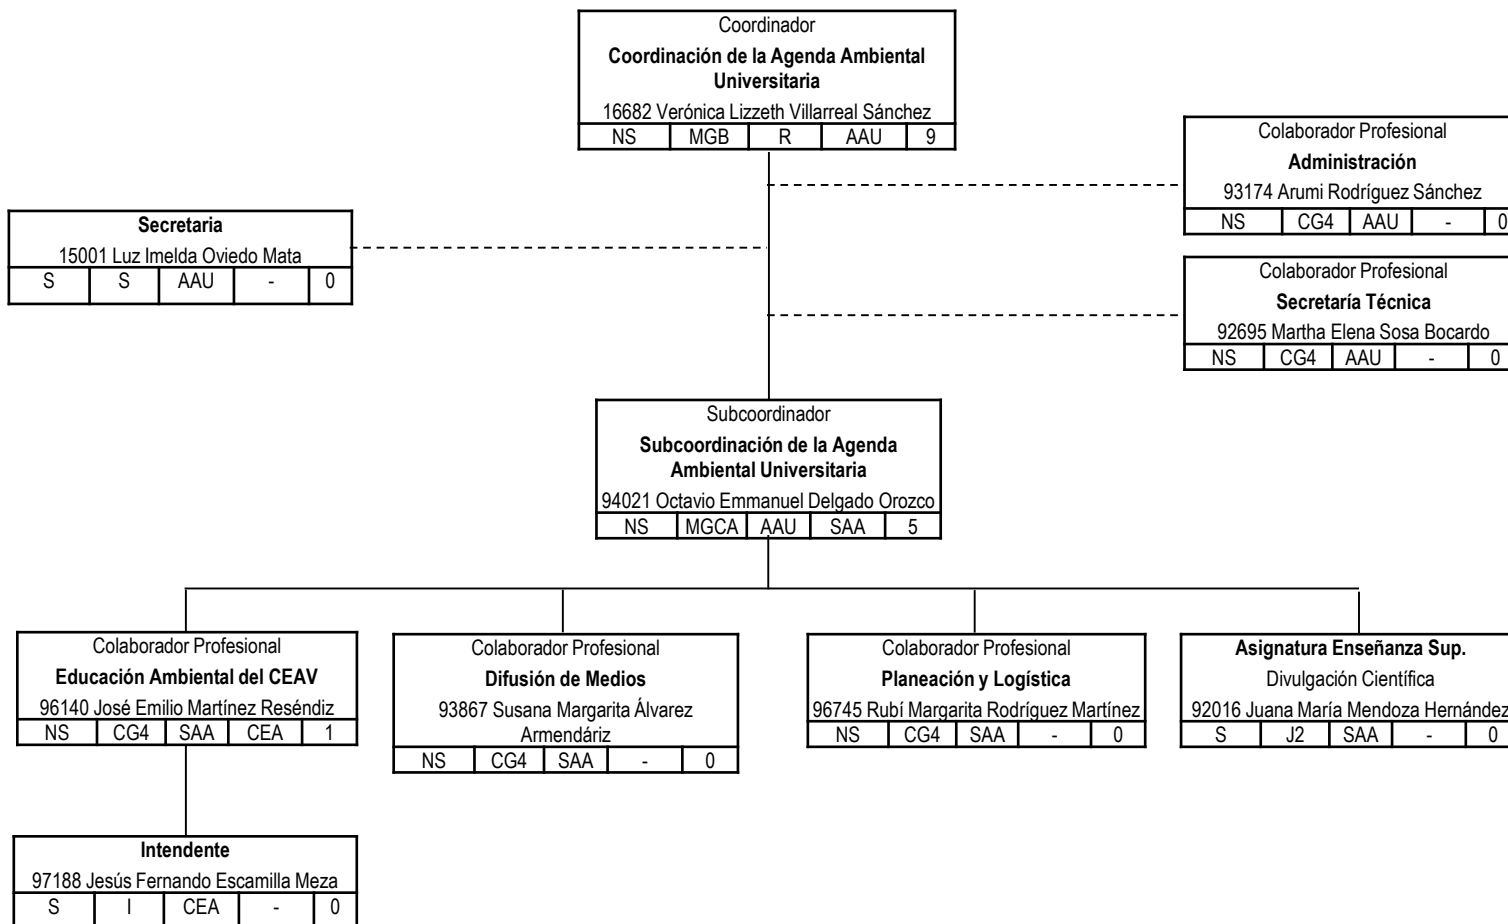 Coordinador
Coordinación de la Agenda Ambiental
Universitaria
16682 Verónica Lizzeth Villarreal Sánchez
NS MGB R AAU 9
Colaborador Profesional
Administración
93174 Arumi Rodríguez Sánchez
NS CG4 AAU - 0
Secretaria
15001 Luz Imelda Oviedo Mata
S S AAU - 0
Colaborador Profesional
Secretaría Técnica
92695 Martha Elena Sosa Bocardo
NS CG4 AAU - 0
Subcoordinador
Subcoordinación de la Agenda
Ambiental Universitaria
94021 Octavio Emmanuel Delgado Orozco
NS MGCA AAU SAA 5
Colaborador Profesional
Educación Ambiental del CEAV
96140 José Emilio Martínez Reséndiz
NS CG4 SAA CEA 1
Colaborador Profesional
Difusión de Medios
93867 Susana Margarita Álvarez
Armendáriz
NS CG4 SAA - 0
Colaborador Profesional
Planeación y Logística
96745 Rubí Margarita Rodríguez Martínez
NS CG4 SAA - 0
Asignatura Enseñanza Sup.
Divulgación Científica
92016 Juana María Mendoza Hernández
S J2 SAA - 0
Intendente
97188 Jesús Fernando Escamilla Meza
S I CEA - 0